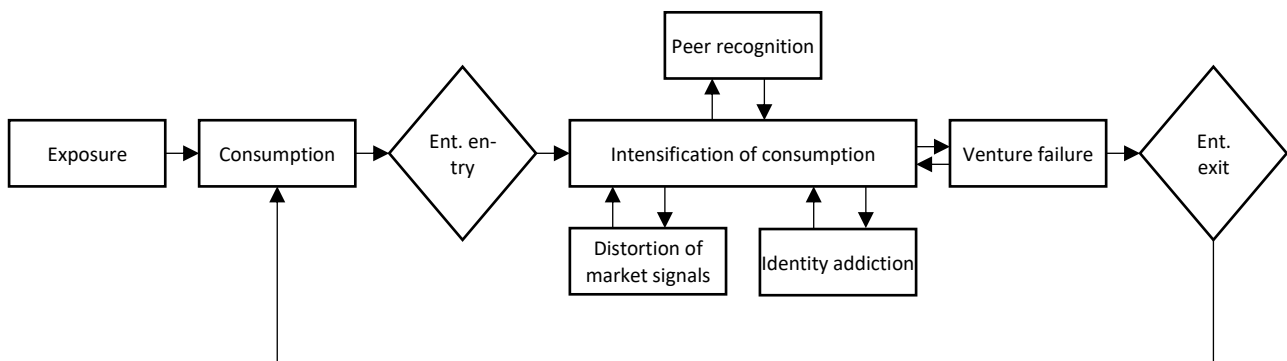 Peer recognition
Exposure
Consumption
Ent. en-
try
Intensification of consumption
Venture failure
Ent.
exit
Distortion of
market signals
Identity addiction